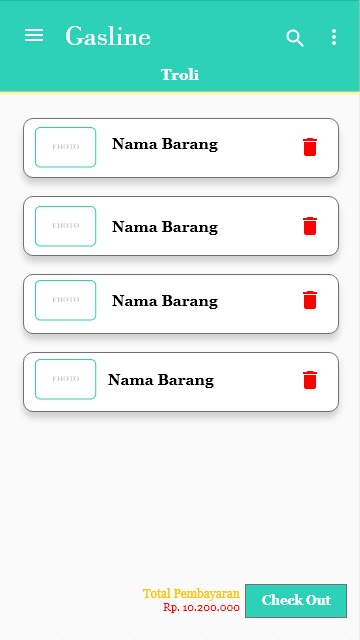 Gasline
Troli
PHOTO
Nama Barang
PHOTO
Nama Barang
PHOTO
Nama Barang
PHOTO
Nama Barang
Total Pembayaran
Rp. 10.200.000
Check Out